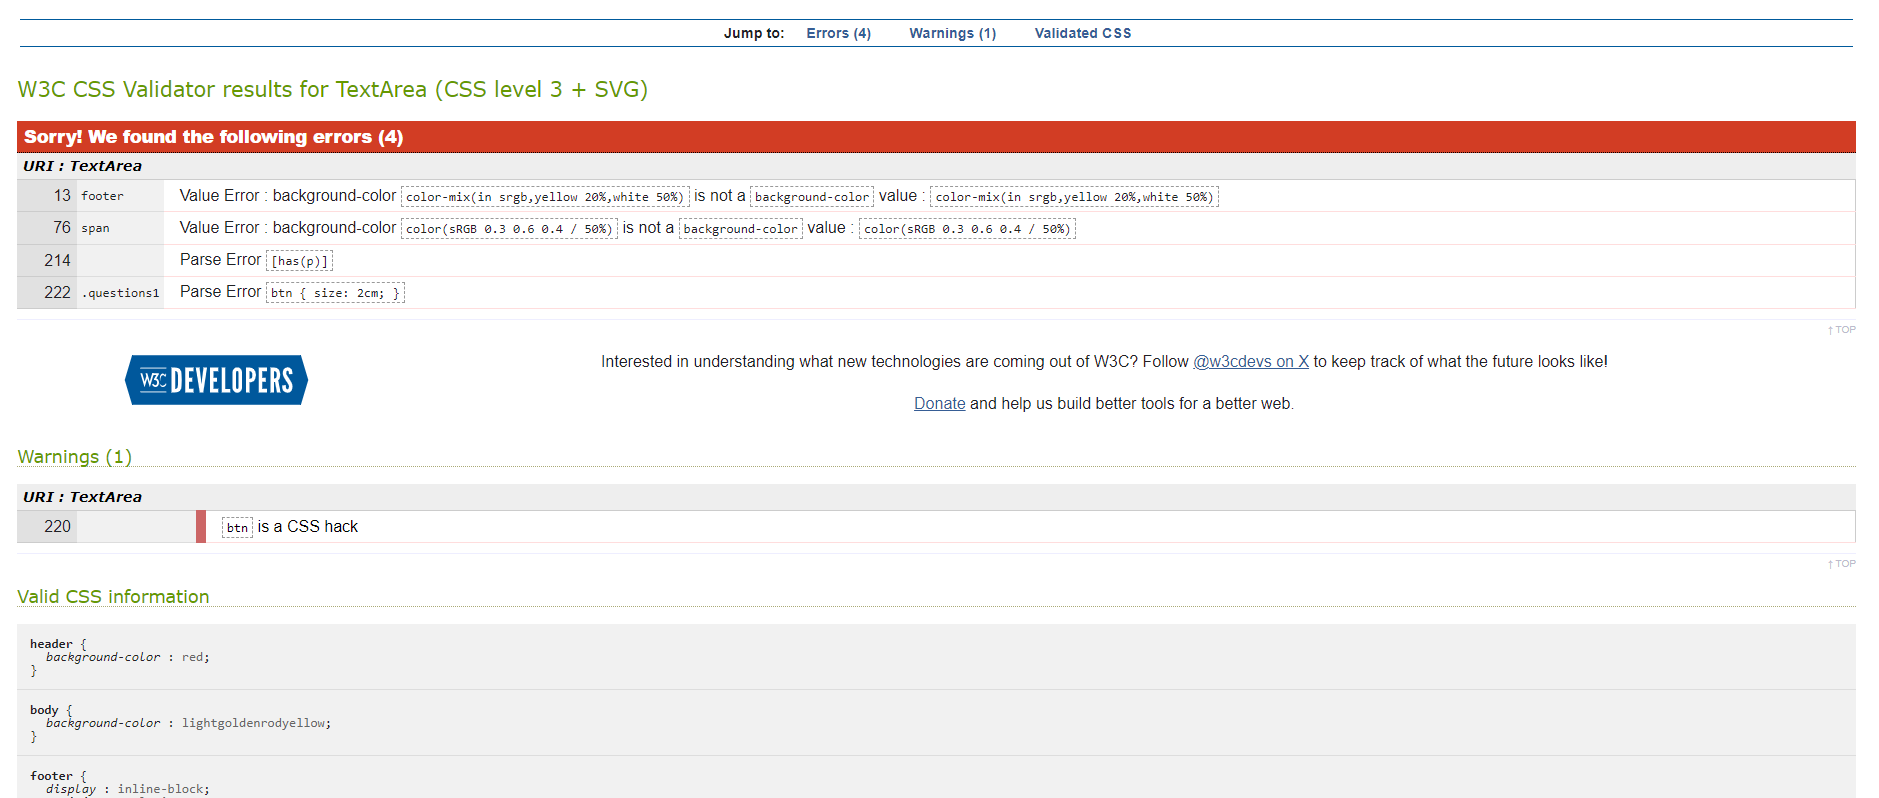 Jump to: Errors (4) Warnings (1) Validated CSS
W3C CSS Validator results for TextArea (CSS level 3 + SVG)
Sorry! We found the following errors (4)
URI : TextArea
13 footer Value Error : background-color color-mix(in srgb,yellow 20%,white 50%) is not a background-color value : color-mix(in srgb,yellow 20%,white 50%)
76 span Value Error : background-color color(sRGB 0.3 0.6 0.4 / 50%) is not a background-color value : color(sRGB 0.3 0.6 0.4 / 50%)
214 Parse Error [has(p)]
222 .questions1 Parse Error btn { size: 2cm; }
↑ TOP
W3C DEVELOPERS
Interested in understanding what new technologies are coming out of W3C? Follow @w3cdevs on X to keep track of what the future looks like!
Donate and help us build better tools for a better web.
Warnings (1)
URI : TextArea
220 btn is a CSS hack
↑ TOP
Valid CSS information
header {
background-color : red;
}
body {
background-color : lightgoldenrodyellow;
}
footer {
display : inline-block;